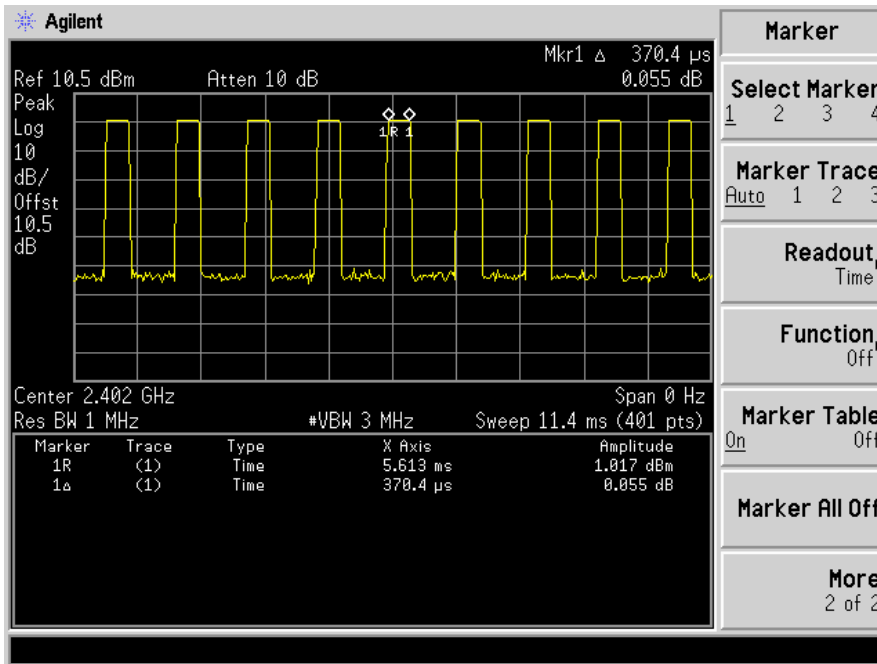 Agilent
Marker
Mkr1 Δ 370.4 µs
Ref 10.5 dBm Atten 10 dB 0.055 dB
Peak
Log
10
dB/
Offst
10.5
dB
1R 1
Center 2.402 GHz Span 0 Hz
Res BW 1 MHz #VBW 3 MHz Sweep 11.4 ms (401 pts)
Marker Trace Type X Axis Amplitude
1R (1) Time 5.613 ms 1.017 dBm
1Δ (1) Time 370.4 µs 0.055 dB
Select Marker
1 2 3 4
Marker Trace
Auto 1 2 3
Readout
Time
Function
Off
Marker Table
On Off
Marker All Off
More
2 of 2